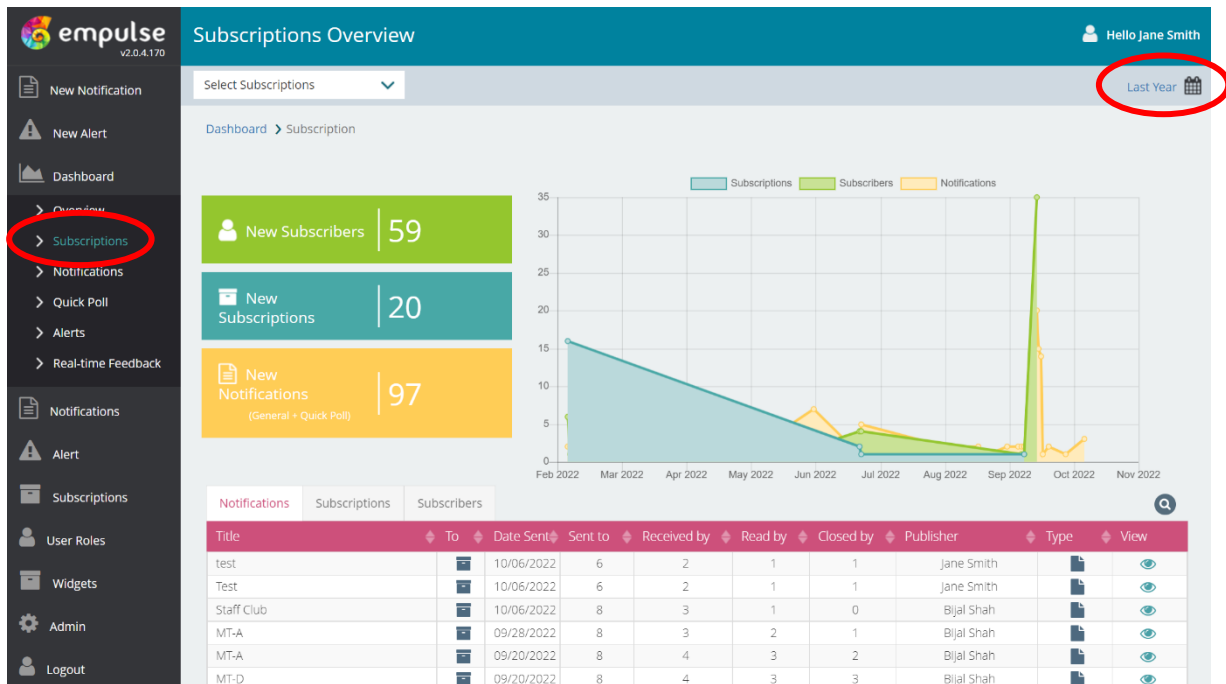 empulse
v2.0.4.170
Subscriptions Overview
Hello Jane Smith
New Notification
New Alert
Dashboard
Overview
Subscriptions
Notifications
Quick Poll
Alerts
Real-time Feedback
Notifications
Alert
Subscriptions
User Roles
Widgets
Admin
Logout
Select Subscriptions
Last Year
Dashboard Subscription
New Subscribers 59
New
Subscriptions 20
New
Notifications 97
(General + Quick Poll)
Subscriptions Subscribers Notifications
35
30
25
20
15
10
5
0
Feb 2022 Mar 2022 Apr 2022 May 2022 Jun 2022 Jul 2022 Aug 2022 Sep 2022 Oct 2022 Nov 2022
Notifications Subscriptions Subscribers
Title To Date Sent Sent to Received by Read by Closed by Publisher Type View
test 10/06/2022 6 2 1 1 Jane Smith
Test 10/06/2022 6 2 1 1 Jane Smith
Staff Club 10/06/2022 8 3 1 0 Bijal Shah
MT-A 09/28/2022 8 3 2 1 Bijal Shah
MT-A 09/20/2022 8 4 3 2 Bijal Shah
MT-D 09/20/2022 8 4 3 3 Bijal Shah